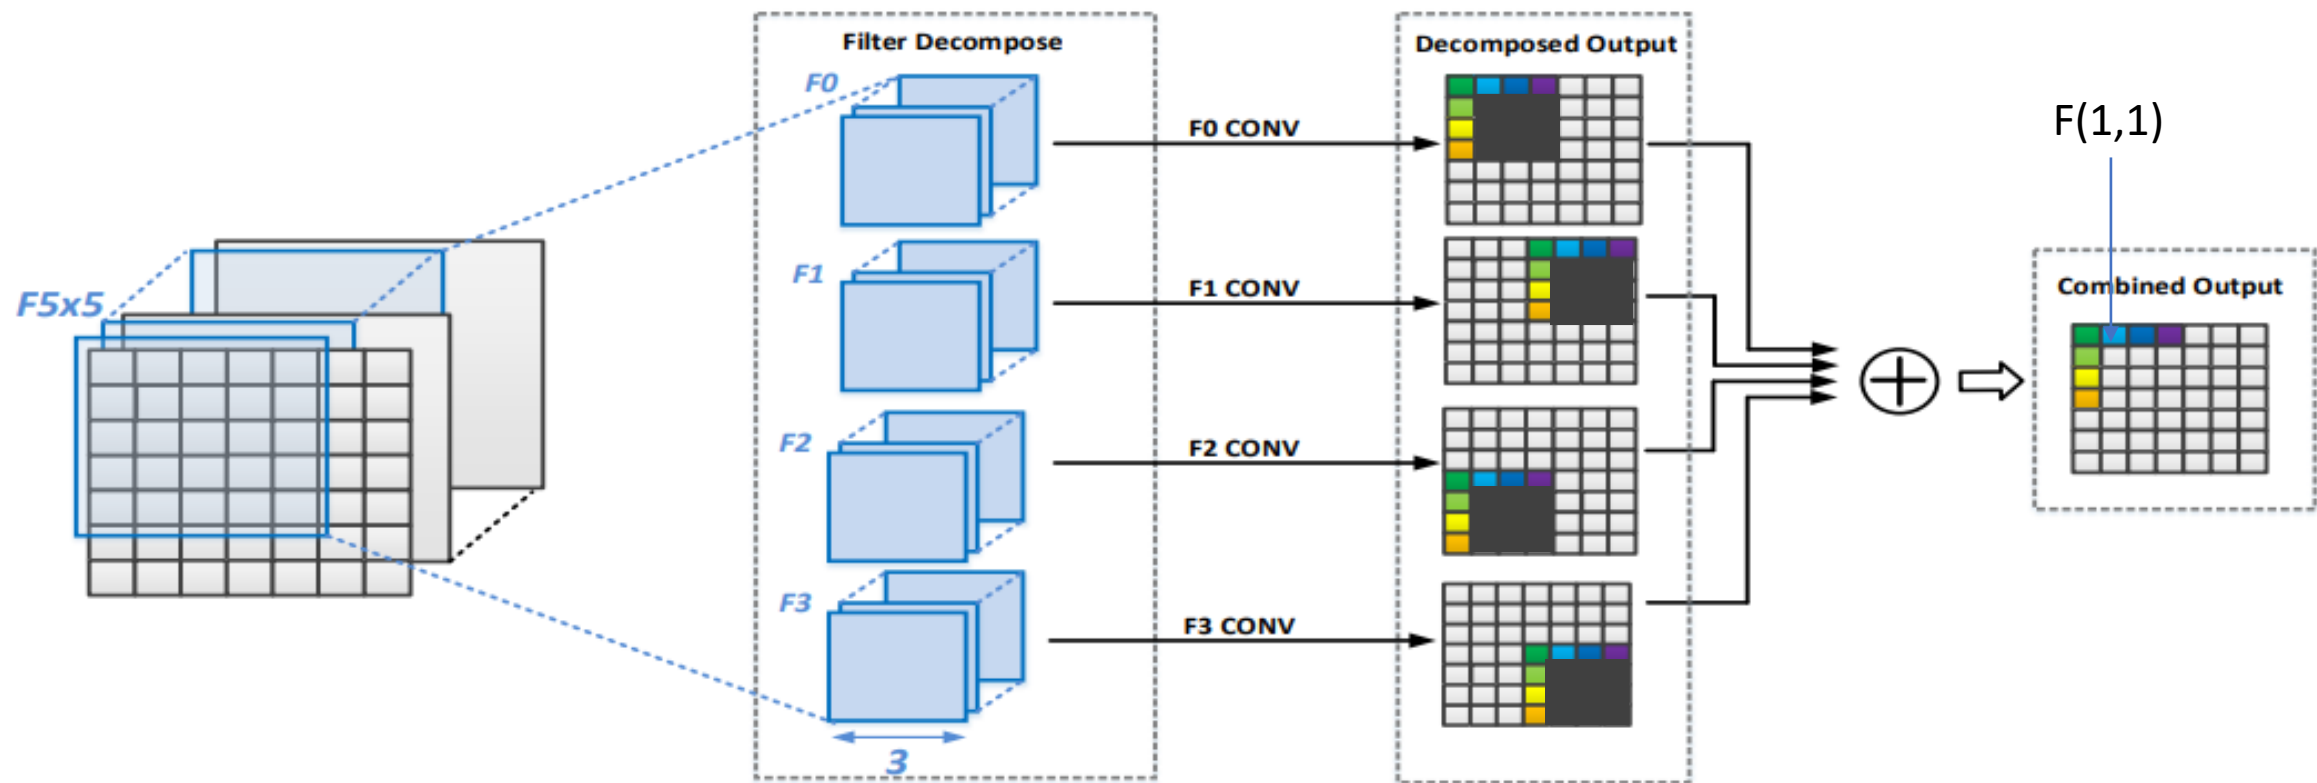 Filter Decompose
Decomposed Output
F0
F0 CONV
F(1,1)
F1
F1 CONV
F5x5
Combined Output
F2
F2 CONV
F3
F3 CONV
3